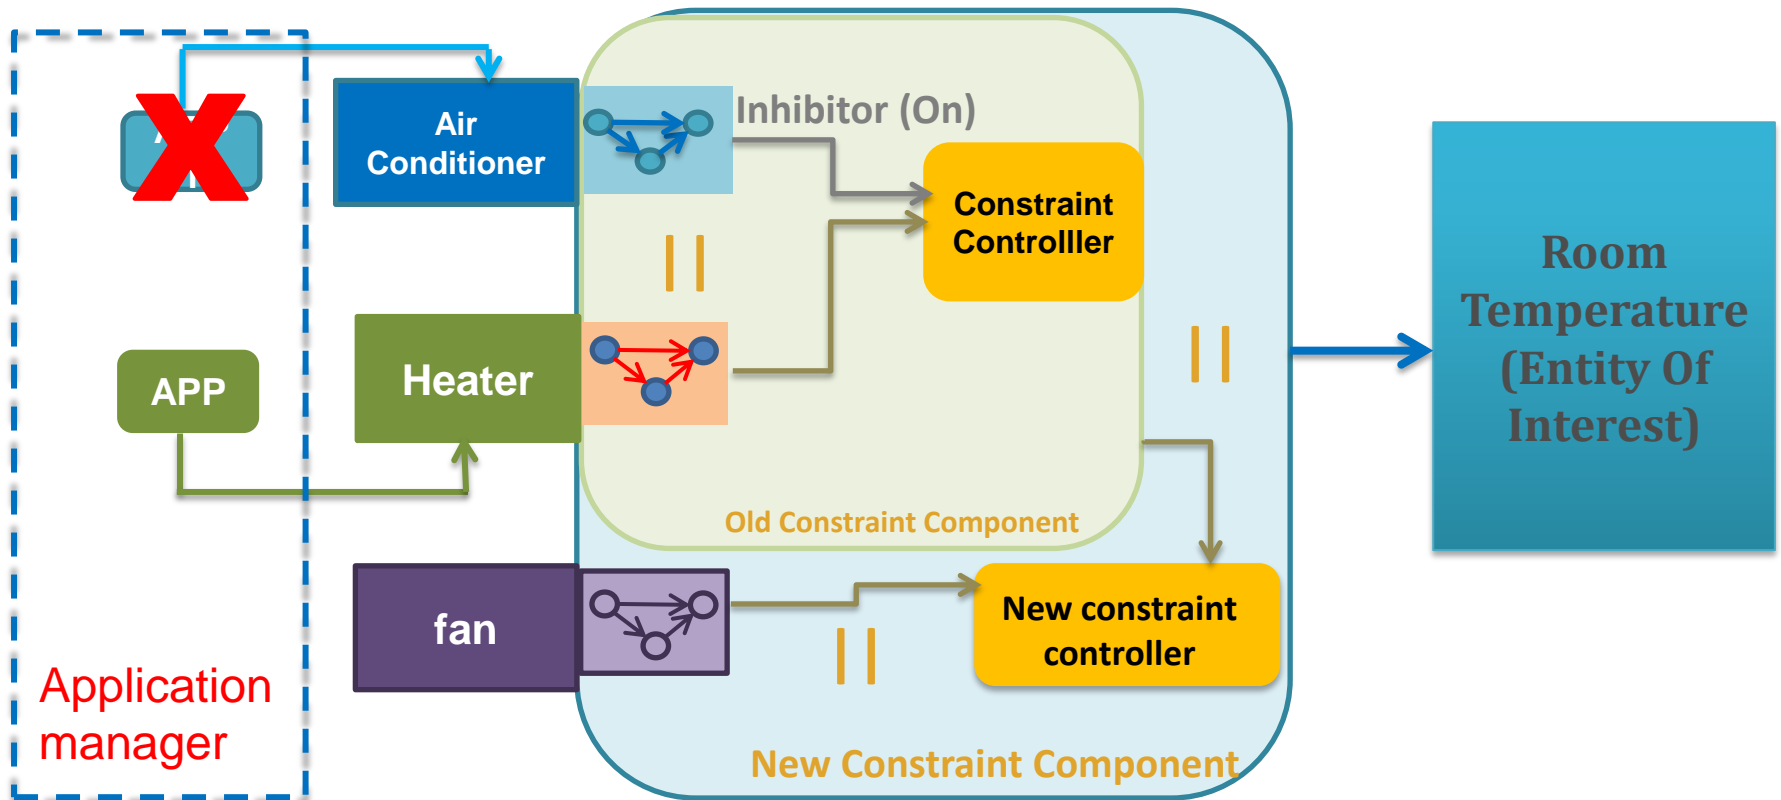 Air
Conditioner
Inhibitor (On)
Constraint
Controlller
Room
Temperature
(Entity Of
Interest)
APP
Heater
Old Constraint Component
fan
New constraint
controller
Application
manager
New Constraint Component